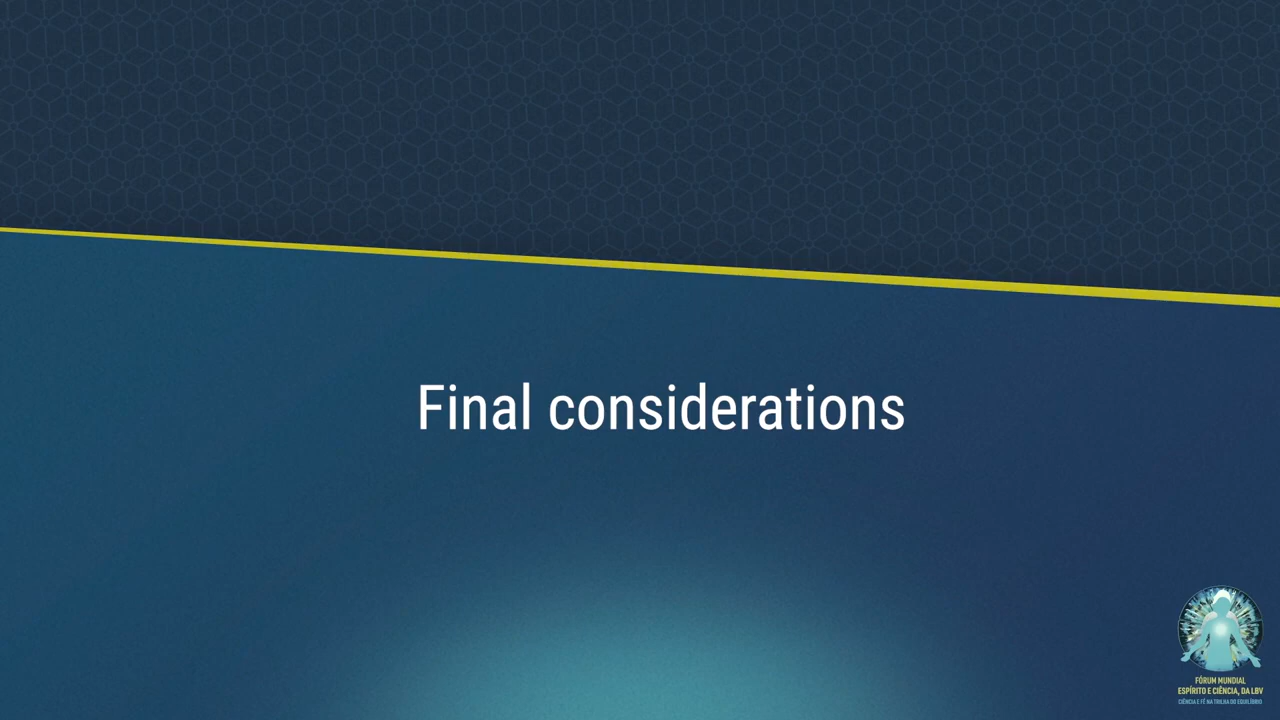 Final considerations
FÓRUM MUNDIAL
ESPÍRITO E CIÊNCIA, DA LBV
CIÊNCIA E FÉ NA TRILHA DO EQUILÍBRIO